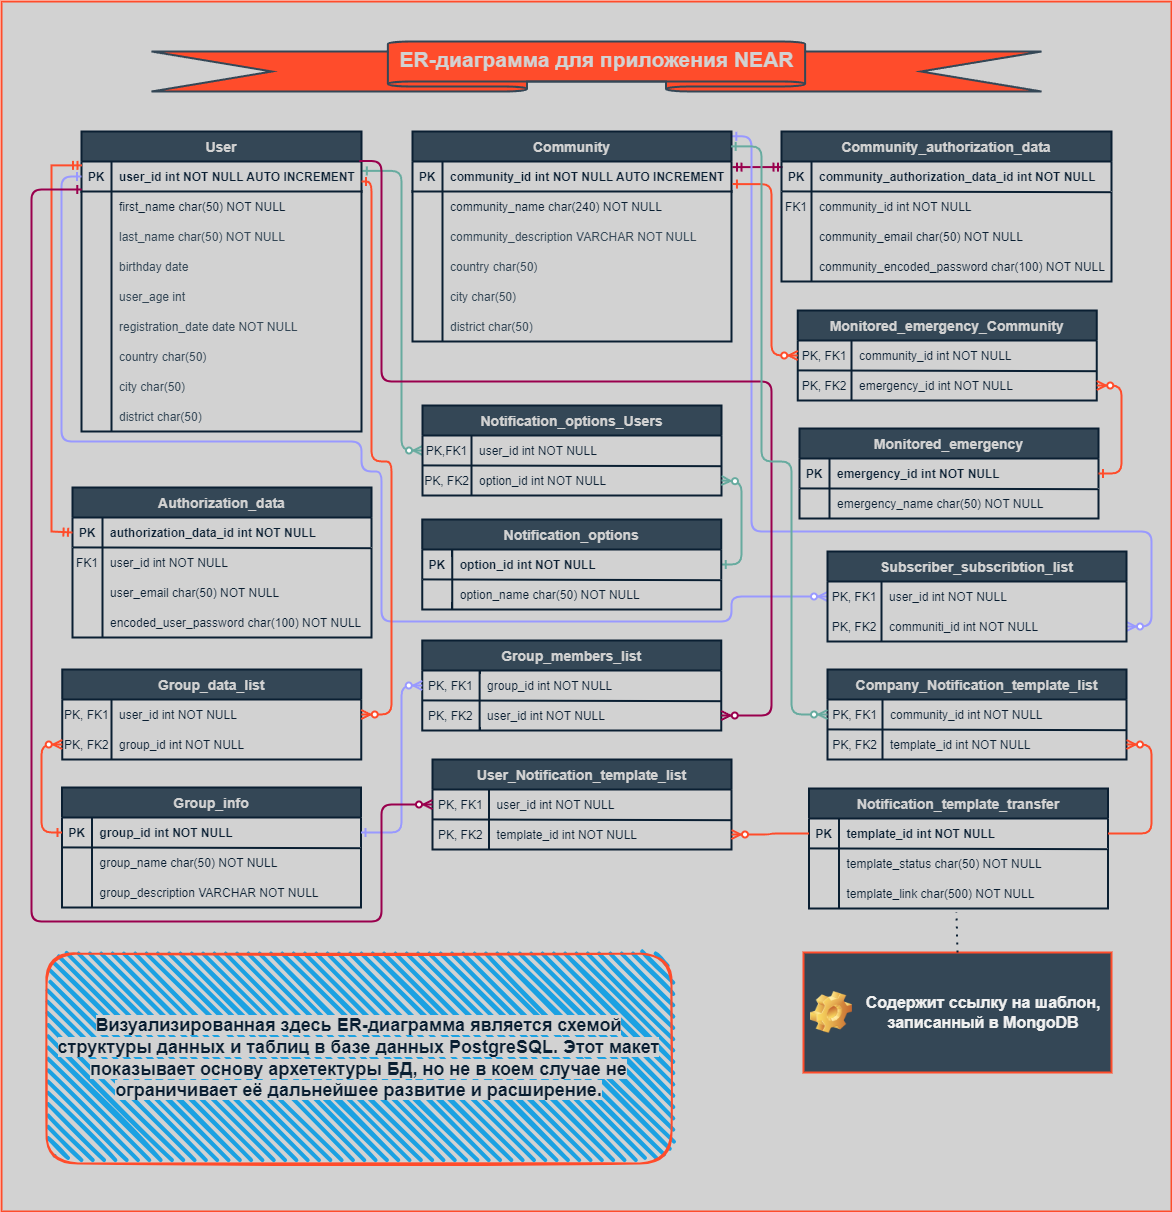 ER-диаграмма для приложения NEAR
User
PK user_id int NOT NULL AUTO INCREMENT
first_name char(50) NOT NULL
last_name char(50) NOT NULL
birthday date
user_age int
registration_date date NOT NULL
country char(50)
city char(50)
district char(50)
Community
PK community_id int NOT NULL AUTO INCREMENT
community_name char(240) NOT NULL
community_description VARCHAR NOT NULL
country char(50)
city char(50)
district char(50)
Community_authorization_data
PK community_authorization_data_id int NOT NULL
FK1 community_id int NOT NULL
community_email char(50) NOT NULL
community_encoded_password char(100) NOT NULL
Monitored_emergency_Community
PK, FK1 community_id int NOT NULL
PK, FK2 emergency_id int NOT NULL
Notification_options_Users
PK,FK1 user_id int NOT NULL
PK, FK2 option_id int NOT NULL
Monitored_emergency
PK emergency_id int NOT NULL
emergency_name char(50) NOT NULL
Authorization_data
PK authorization_data_id int NOT NULL
FK1 user_id int NOT NULL
user_email char(50) NOT NULL
encoded_user_password char(100) NOT NULL
Notification_options
PK option_id int NOT NULL
option_name char(50) NOT NULL
Subscriber_subscribtion_list
PK, FK1 user_id int NOT NULL
PK, FK2 communiti_id int NOT NULL
Group_data_list
PK, FK1 user_id int NOT NULL
PK, FK2 group_id int NOT NULL
Group_members_list
PK, FK1 group_id int NOT NULL
PK, FK2 user_id int NOT NULL
Company_Notification_template_list
PK, FK1 community_id int NOT NULL
PK, FK2 template_id int NOT NULL
Group_info
PK group_id int NOT NULL
group_name char(50) NOT NULL
group_description VARCHAR NOT NULL
User_Notification_template_list
PK, FK1 user_id int NOT NULL
PK, FK2 template_id int NOT NULL
Notification_template_transfer
PK template_id int NOT NULL
template_status char(50) NOT NULL
template_link char(500) NOT NULL
Визуализированная здесь ER-диаграмма является схемой
структуры данных и таблиц в базе данных PostgreSQL. Этот макет
показывает основу архетектуры БД, но не в коем случае не
ограничивает её дальнейшее развитие и расширение.
Содержит ссылку на шаблон,
записанный в MongoDB